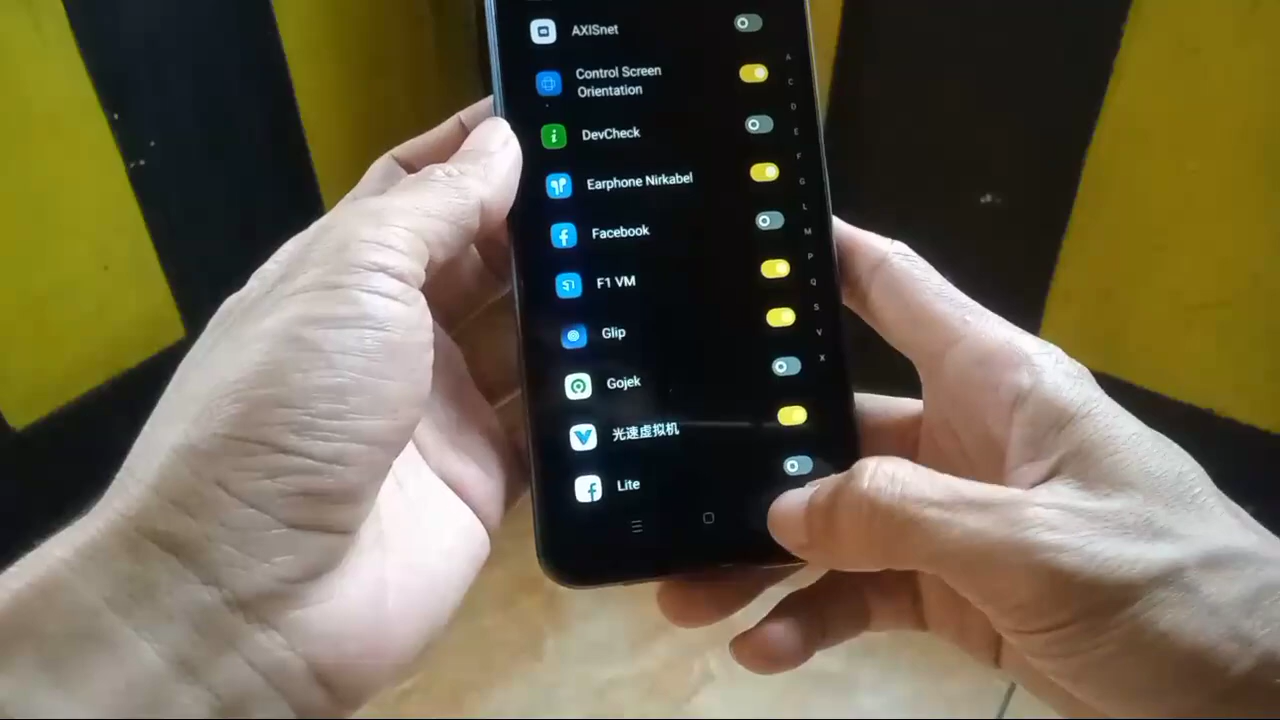 AXISnet
Control Screen
Orientation
DevCheck
Earphone Nirkabel
Facebook
F1 VM
Glip
Gojek
光速虚拟机
Lite
A
C
D
E
F
G
L
M
P
Q
S
V
X